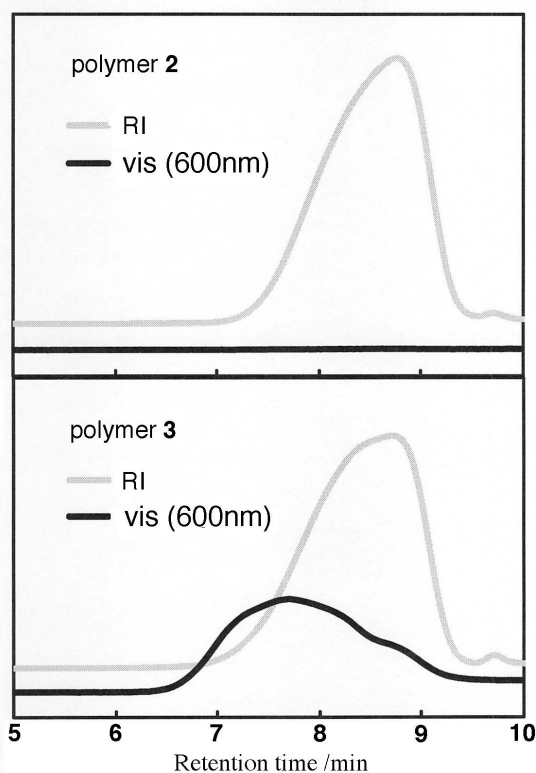 polymer 2
RI
vis (600nm)
polymer 3
RI
vis (600nm)
5 6 7 8 9 10
Retention time /min